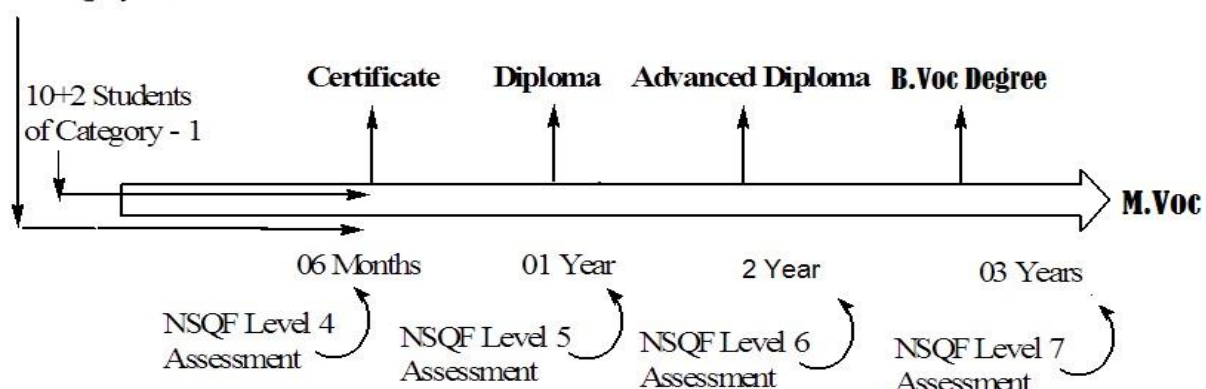 10+2 Students
of Category - 1
Certificate
Diploma
Advanced Diploma
B.Voc Degree
M.Voc
06 Months
01 Year
2 Year
03 Years
NSQF Level 4
Assessment
NSQF Level 5
Assessment
NSQF Level 6
Assessment
NSQF Level 7
Assessment